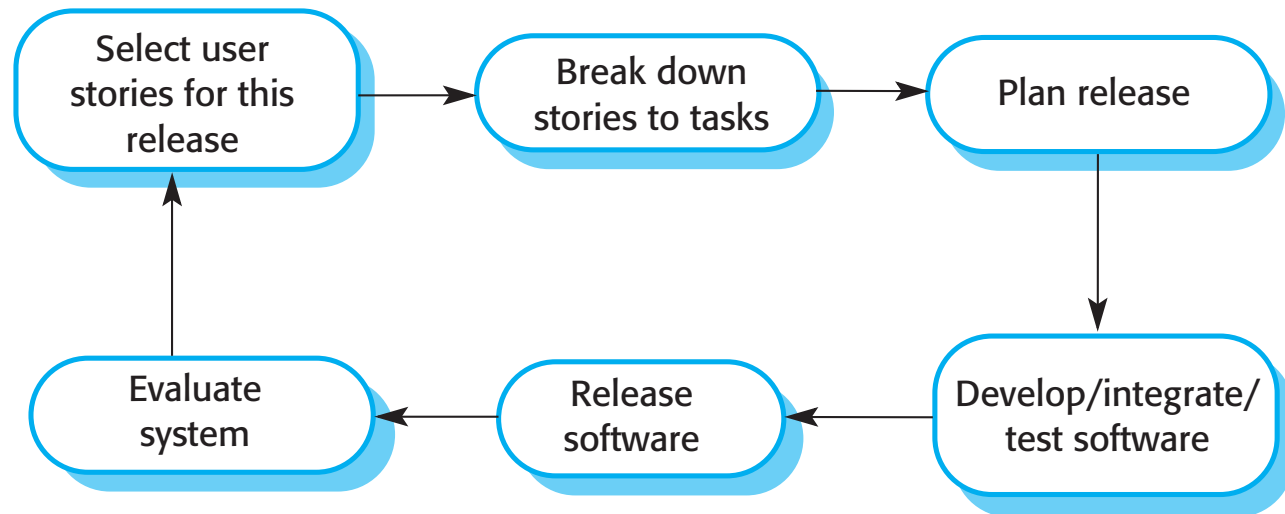 Select user
stories for this
release
Break down
stories to tasks
Plan release
Develop/integrate/
test software
Release
software
Evaluate
system